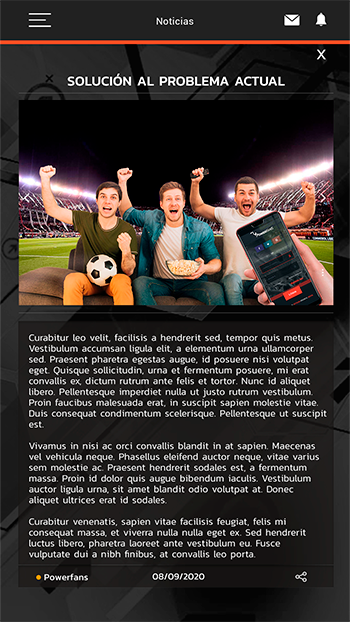 Noticias
X
SOLUCIÓN AL PROBLEMA ACTUAL
Curabitur leo velit, facilisis a hendrerit sed, tempor quis metus.
Vestibulum accumsan ligula elit, a elementum urna ullamcorper
sed. Praesent pharetra egestas augue, id posuere nisi volutpat
eget. Quisque sollicitudin, urna et fermentum posuere, mi erat
convallis ex, dictum rutrum ante felis et tortor. Nunc id aliquet
libero. Pellentesque imperdiet nulla ut justo rutrum vestibulum.
Proin faucibus malesuada erat, in suscipit sapien molestie vitae.
Duis consequat condimentum scelerisque. Pellentesque ut suscipit
est.
Vivamus in nisi ac orci convallis blandit in at sapien. Maecenas
vel vehicula neque. Phasellus eleifend auctor neque, vitae varius
sem molestie ac. Praesent hendrerit sodales est, a fermentum
massa. Proin id dolor quis augue bibendum iaculis. Vestibulum
auctor ligula urna, sit amet blandit odio volutpat at. Donec
aliquet ultrices erat id sodales.
Curabitur venenatis, sapien vitae facilisis feugiat, felis mi
consequat massa, et viverra nulla nulla eget ex. Sed hendrerit
luctus libero, pharetra laoreet ante vestibulum eu. Fusce
vulputate dui a nibh finibus, at convallis leo porta.
Powerfans
08/09/2020